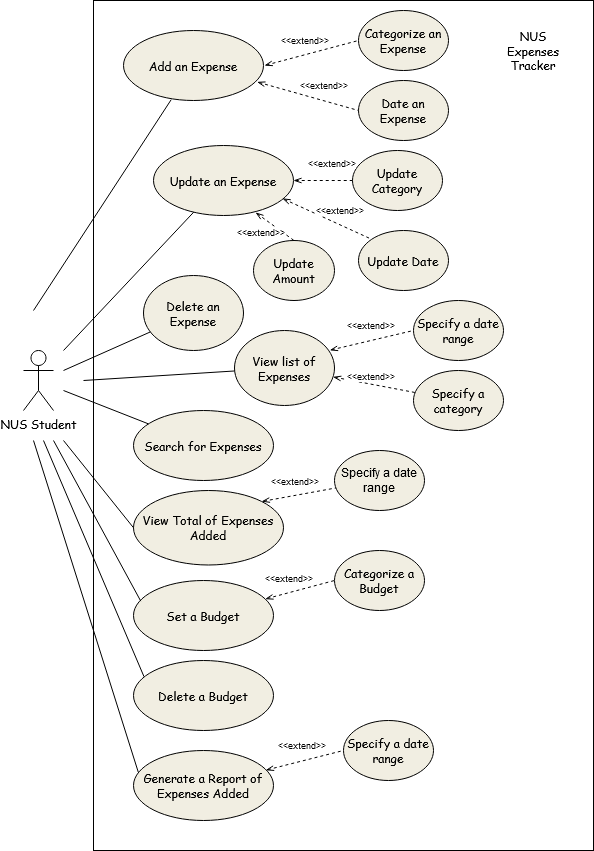 NUS
Expenses
Tracker
Categorize an
Expense
<<extend>>
Add an Expense
<<extend>>
Date an
Expense
<<extend>>
Update
Category
Update an Expense
<<extend>>
<<extend>>
Update Date
Update
Amount
Delete an
Expense
<<extend>>
Specify a date
range
View list of
Expenses
<<extend>>
Specify a
category
NUS Student
Search for Expenses
Specify a date
range
<<extend>>
View Total of Expenses
Added
Categorize a
Budget
<<extend>>
Set a Budget
Delete a Budget
Specify a date
range
<<extend>>
Generate a Report of
Expenses Added